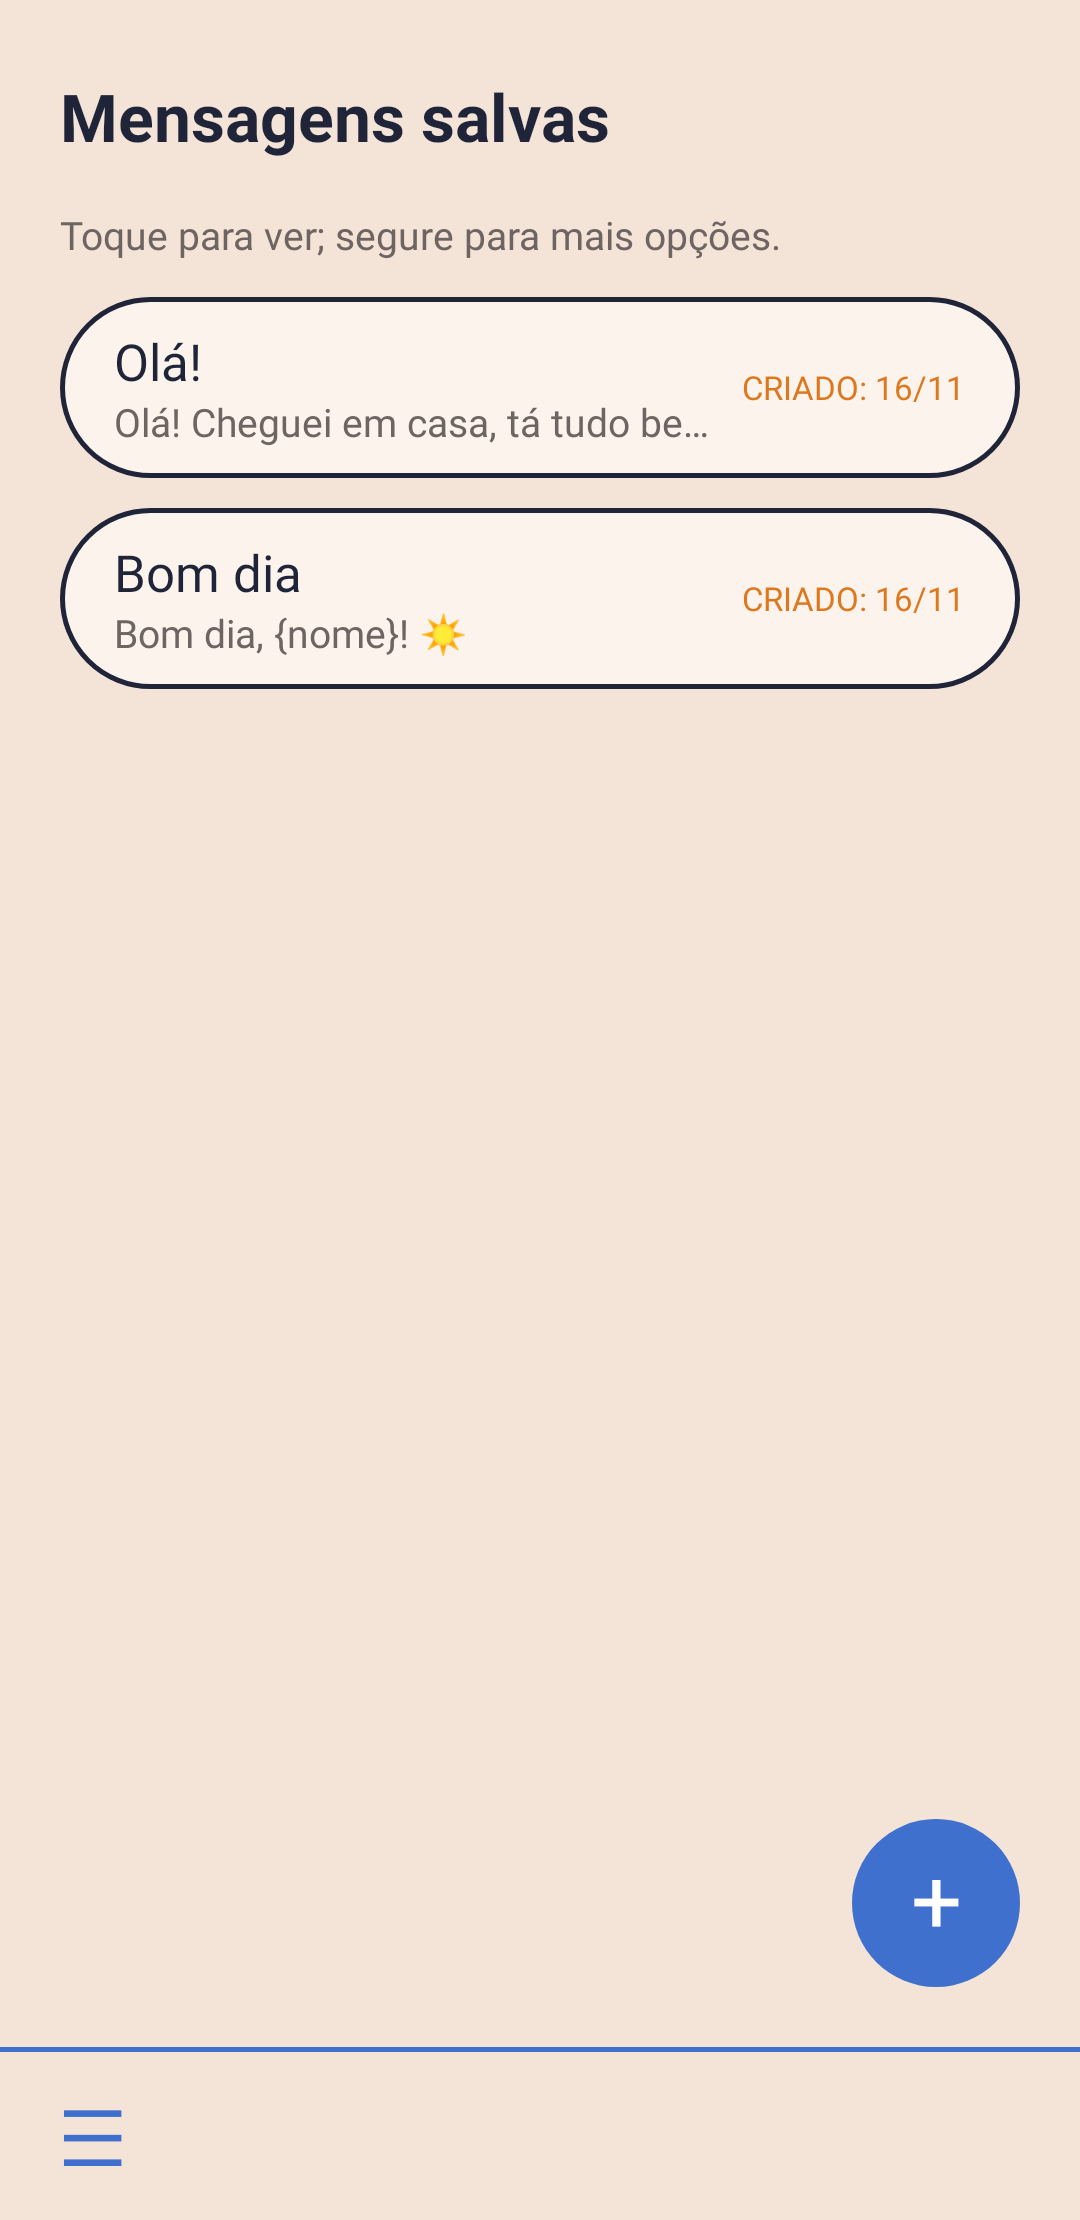 Mensagens salvas
Toque para ver; segure para mais opções.
Olá!
Olá! Cheguei em casa, tá tudo be…
CRIADO: 16/11
Bom dia
Bom dia, {nome}! ☀️
CRIADO: 16/11
+